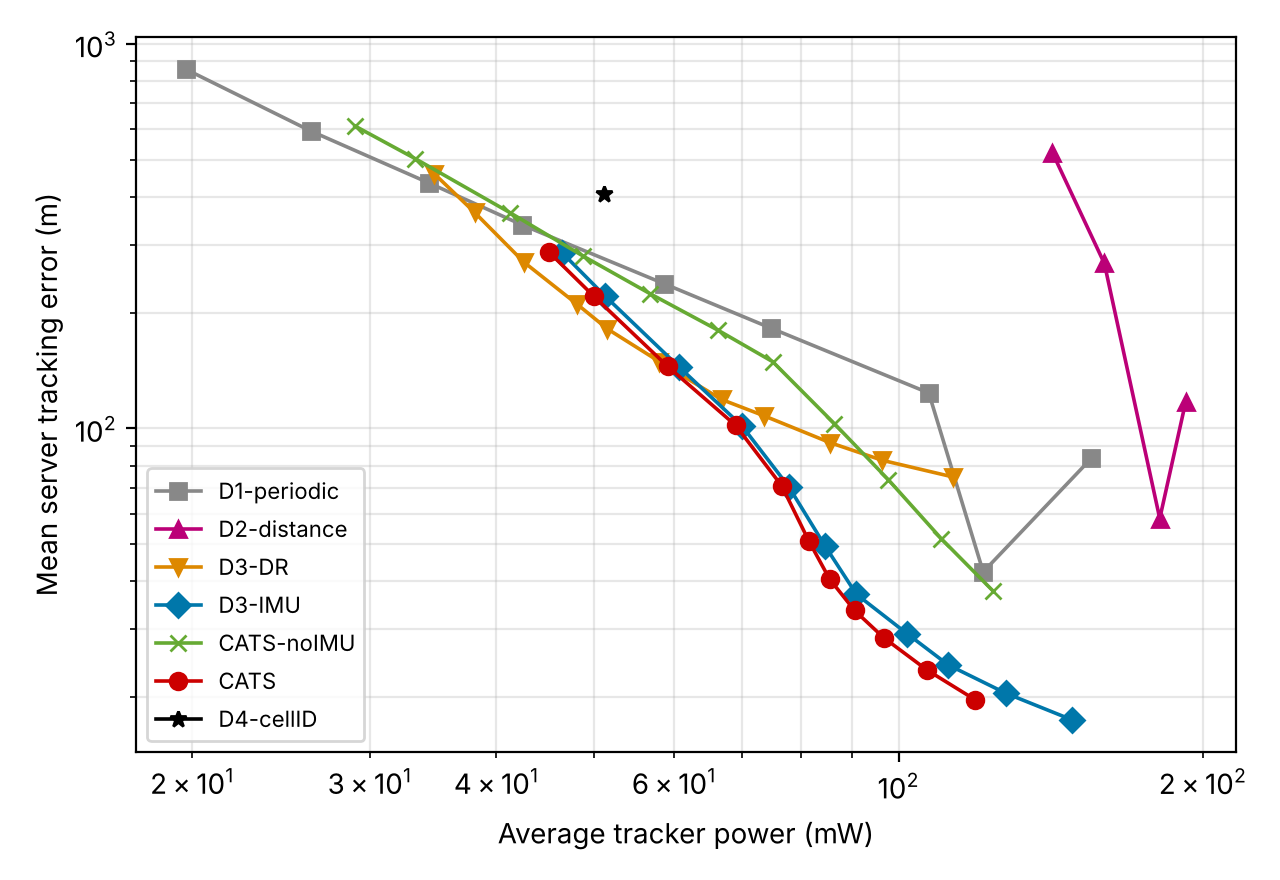 10³
10²
Mean server tracking error (m)
D1-periodic
D2-distance
D3-DR
D3-IMU
CATS-noIMU
CATS
D4-cellID
2 × 10¹
3 × 10¹
4 × 10¹
6 × 10¹
10²
2 × 10²
Average tracker power (mW)